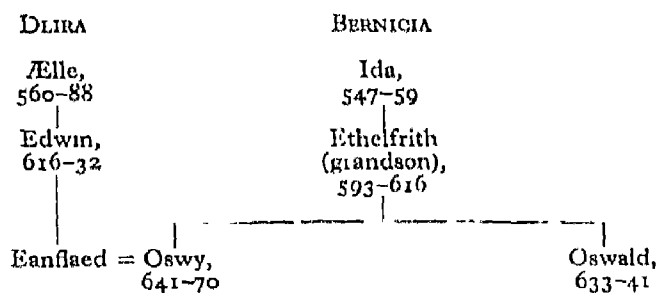 DEIRA BERNICIA
Ælle, Ida,
560–88 547–59
Edwin, Ethelfrith
616–32 (grandson),
593–616
Eanflaed = Oswy, Oswald,
641–70 633–41